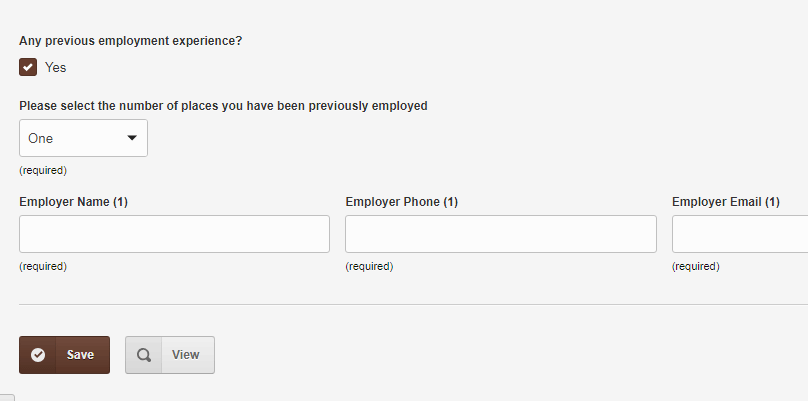 Any previous employment experience?
Yes
Please select the number of places you have been previously employed
One
(required)
Employer Name (1) Employer Phone (1) Employer Email (1)
(required) (required) (required)
Save View